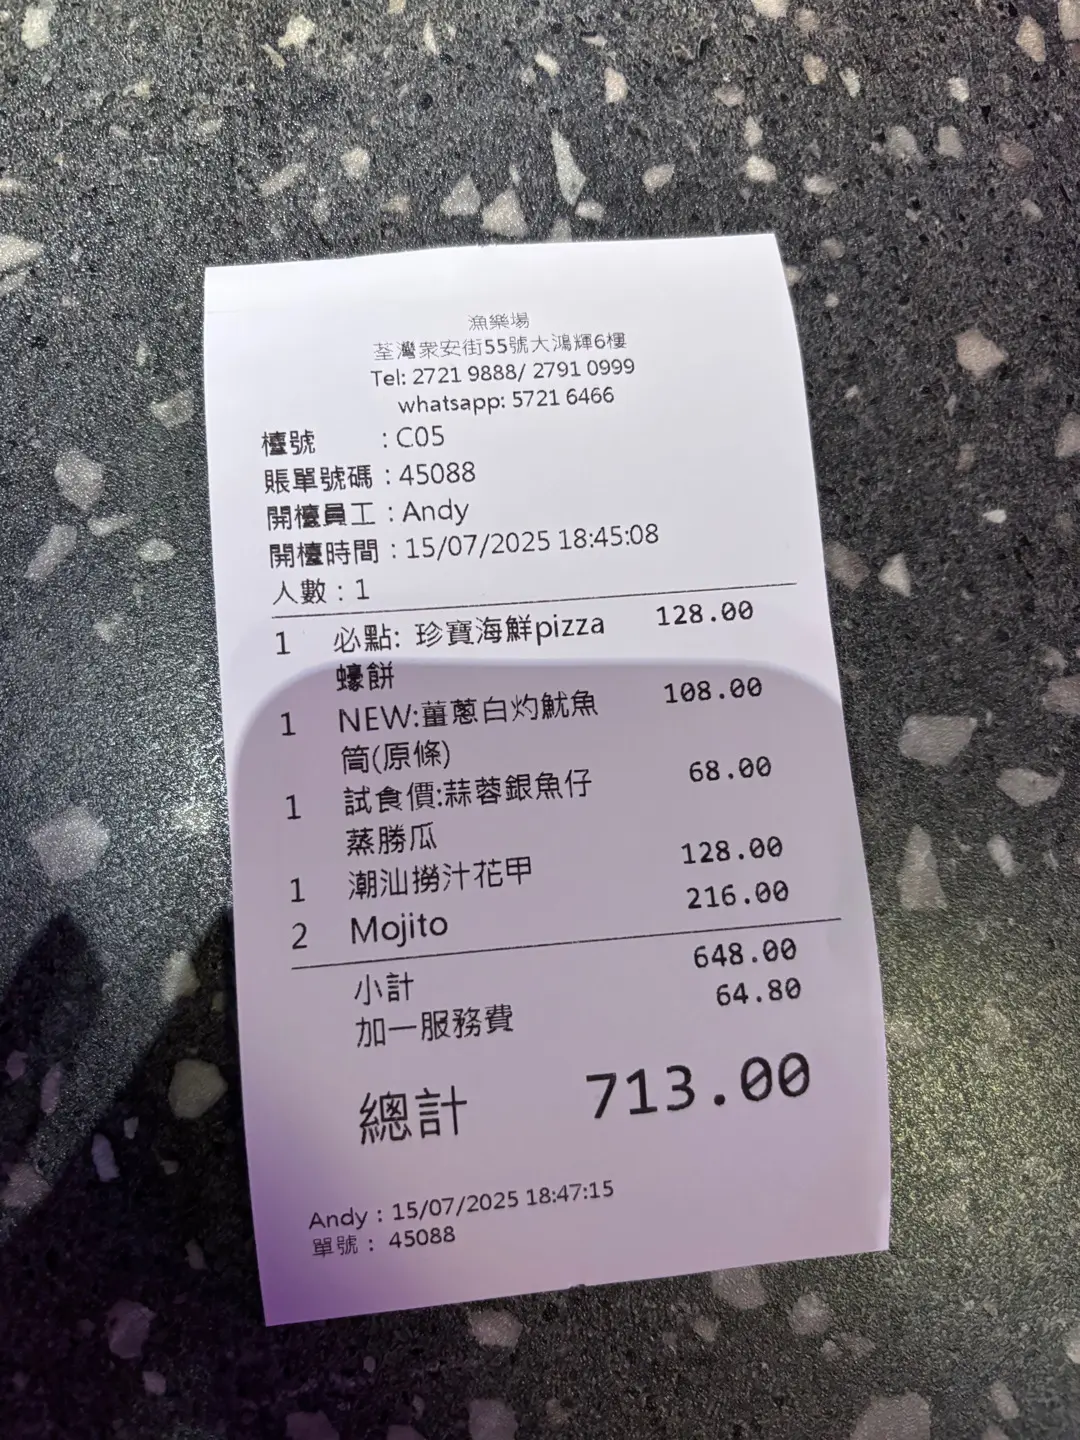 漁樂場
荃灣衆安街55號大鴻輝6樓
Tel: 2721 9888/ 2791 0999
whatsapp: 5721 6466
檯號 : C05
賬單號碼 : 45088
開檯員工 : Andy
開檯時間 : 15/07/2025 18:45:08
人數 : 1
1 必點: 珍寶海鮮pizza 128.00
蠔餅
1 NEW:薑蔥白灼魷魚 108.00
筒(原條)
1 試食價:蒜蓉銀魚仔 68.00
蒸勝瓜
1 潮汕撈汁花甲 128.00
2 Mojito 216.00
小計 648.00
加一服務費 64.80
總計 713.00
Andy : 15/07/2025 18:47:15
單號 : 45088